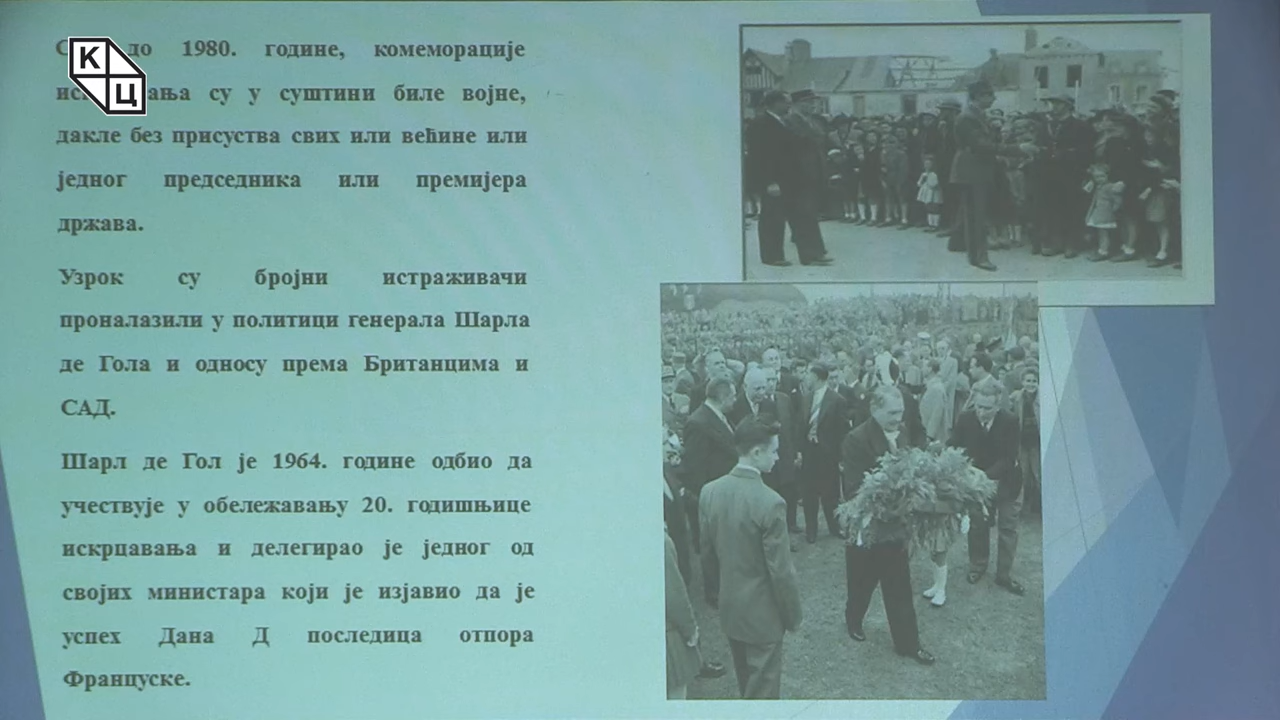 до 1980. године, комеморације
су у суштини биле војне,
дакле без присуства свих или већине или
једног председника или премијера
држава.
Узрок су бројни истраживачи
проналазили у политици генерала Шарла
де Гола и односу према Британцима и
САД.
Шарл де Гол је 1964. године одбио да
учествује у обележавању 20. годишњице
искрцавања и делегирао је једног од
својих министара који је изјавио да је
успех Дана Д последица отпора
Француске.
К
Ц